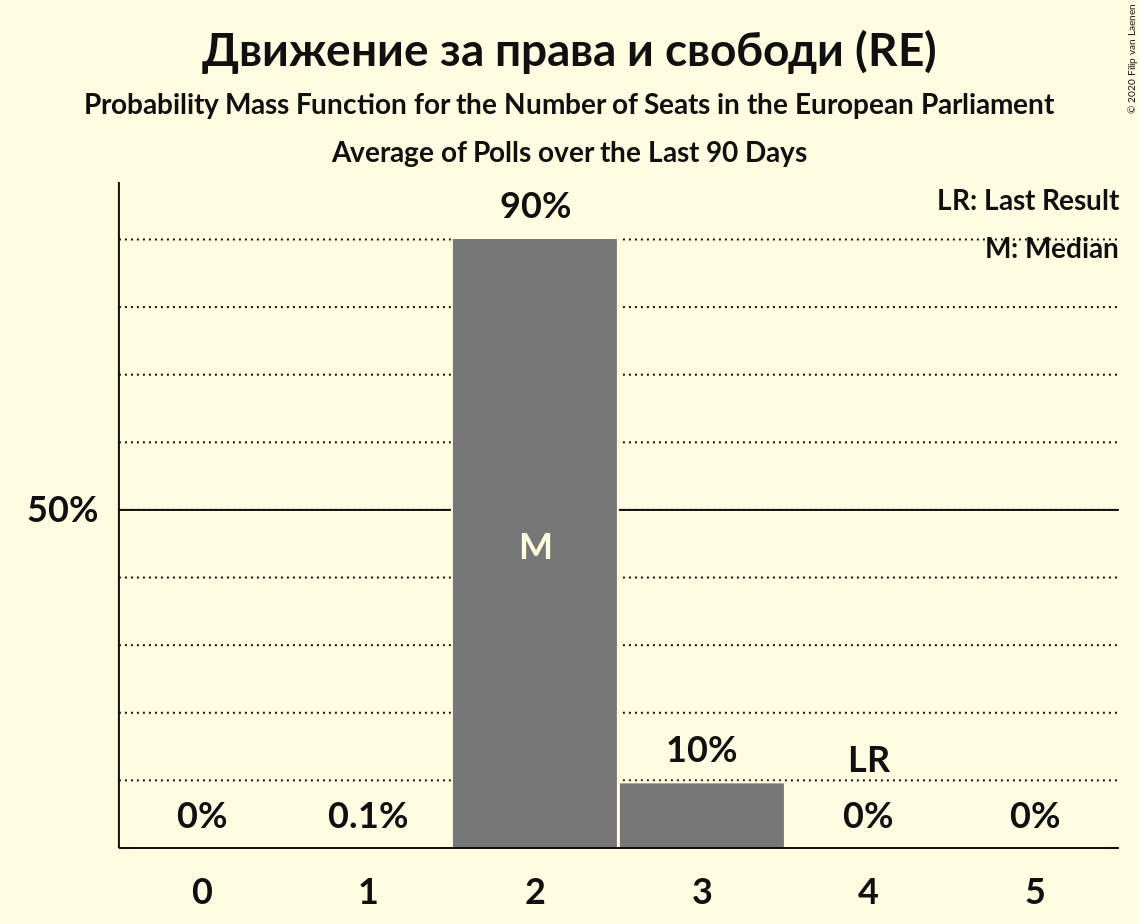 Движение за права и свободи (RE)
Probability Mass Function for the Number of Seats in the European Parliament
Average of Polls over the Last 90 Days
© 2020 Filip van Laenen
LR: Last Result
M: Median
90%
50%
M
10%
LR
0%
0.1%
0%
0%
0
1
2
3
4
5